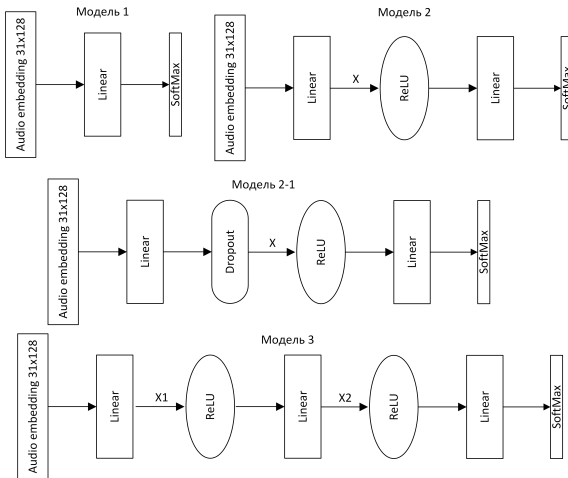 Модель 1
Audio embedding 31x128
Linear
SoftMax
Модель 2
Audio embedding 31x128
Linear
X
ReLU
Linear
SoftMax
Модель 2-1
Audio embedding 31x128
Linear
Dropout
X
ReLU
Linear
SoftMax
Модель 3
Audio embedding 31x128
Linear
X1
ReLU
Linear
X2
ReLU
Linear
SoftMax